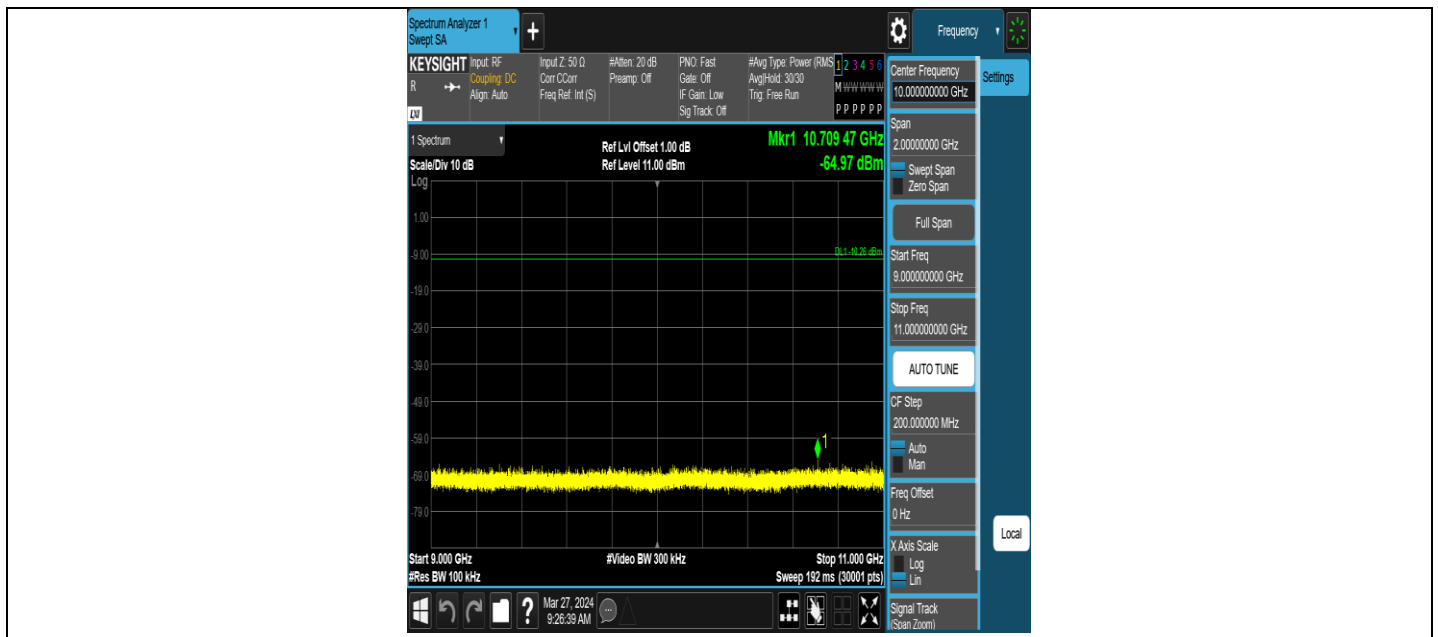 Spectrum Analyzer 1
Swept SA
+
Frequency
KEYSIGHT
R
LXI
Input: RF
Coupling: DC
Align: Auto
Input Z: 50 Ω
Corr CCorr
Freq Ref: Int (S)
#Atten: 20 dB
Preamp: Off
PNO: Fast
Gate: Off
IF Gain: Low
Sig Track: Off
#Avg Type: Power (RMS
Avg|Hold: 30/30
Trig: Free Run
1 2 3 4 5 6
M W W W W W
P P P P P P
1 Spectrum
Scale/Div 10 dB
Log
Ref Lvl Offset 1.00 dB
Ref Level 11.00 dBm
Mkr1 10.709 47 GHz
-64.97 dBm
1.00
-9.00
-19.0
-29.0
-39.0
-49.0
-59.0
-69.0
-79.0
DL1 -10.26 dBm
1
Start 9.000 GHz
#Res BW 100 kHz
#Video BW 300 kHz
Stop 11.000 GHz
Sweep 192 ms (30001 pts)
Center Frequency
10.000000000 GHz
Settings
Span
2.00000000 GHz
Swept Span
Zero Span
Full Span
Start Freq
9.000000000 GHz
Stop Freq
11.000000000 GHz
AUTO TUNE
CF Step
200.000000 MHz
Auto
Man
Freq Offset
0 Hz
X Axis Scale
Log
Lin
Signal Track
(Span Zoom)
Local
?
Mar 27, 2024
9:26:39 AM